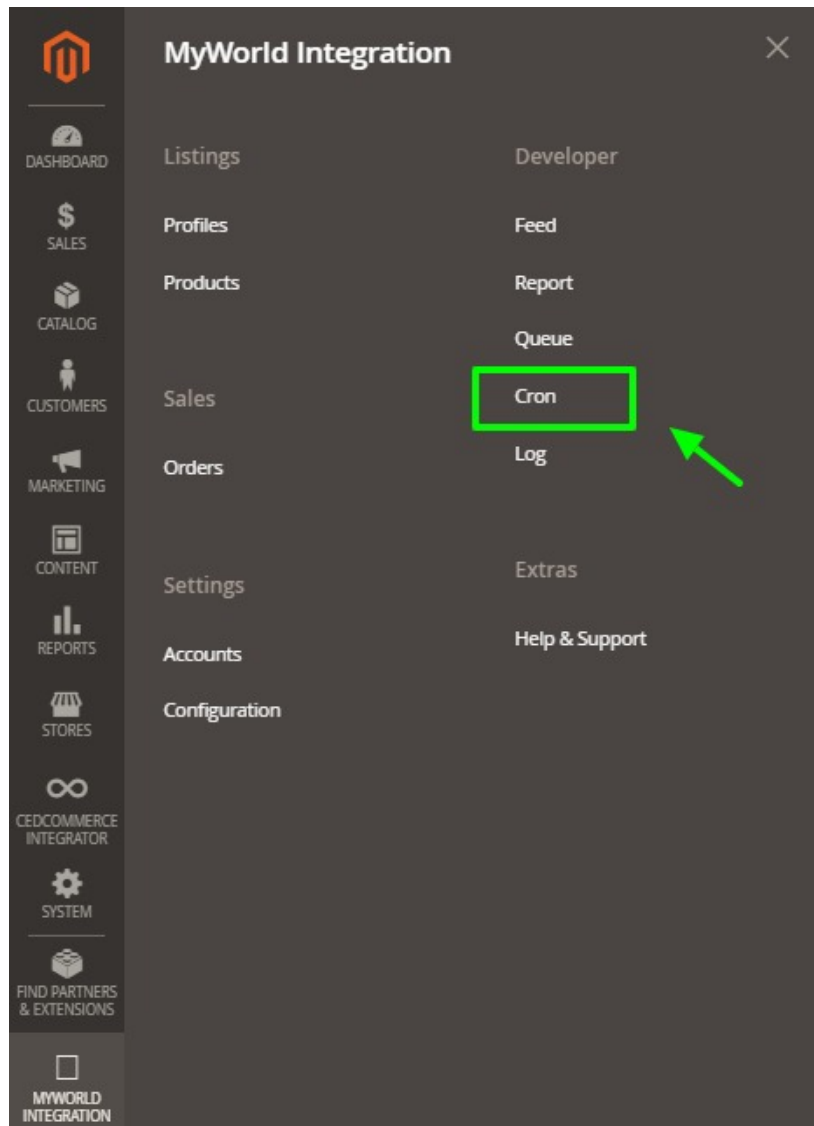 DASHBOARD
SALES
CATALOG
CUSTOMERS
MARKETING
CONTENT
REPORTS
STORES
CEDCOMMERCE
INTEGRATOR
SYSTEM
FIND PARTNERS
& EXTENSIONS
MYWORLD
INTEGRATION
MyWorld Integration
Listings
Profiles
Products
Sales
Orders
Settings
Accounts
Configuration
Developer
Feed
Report
Queue
Cron
Log
Extras
Help & Support